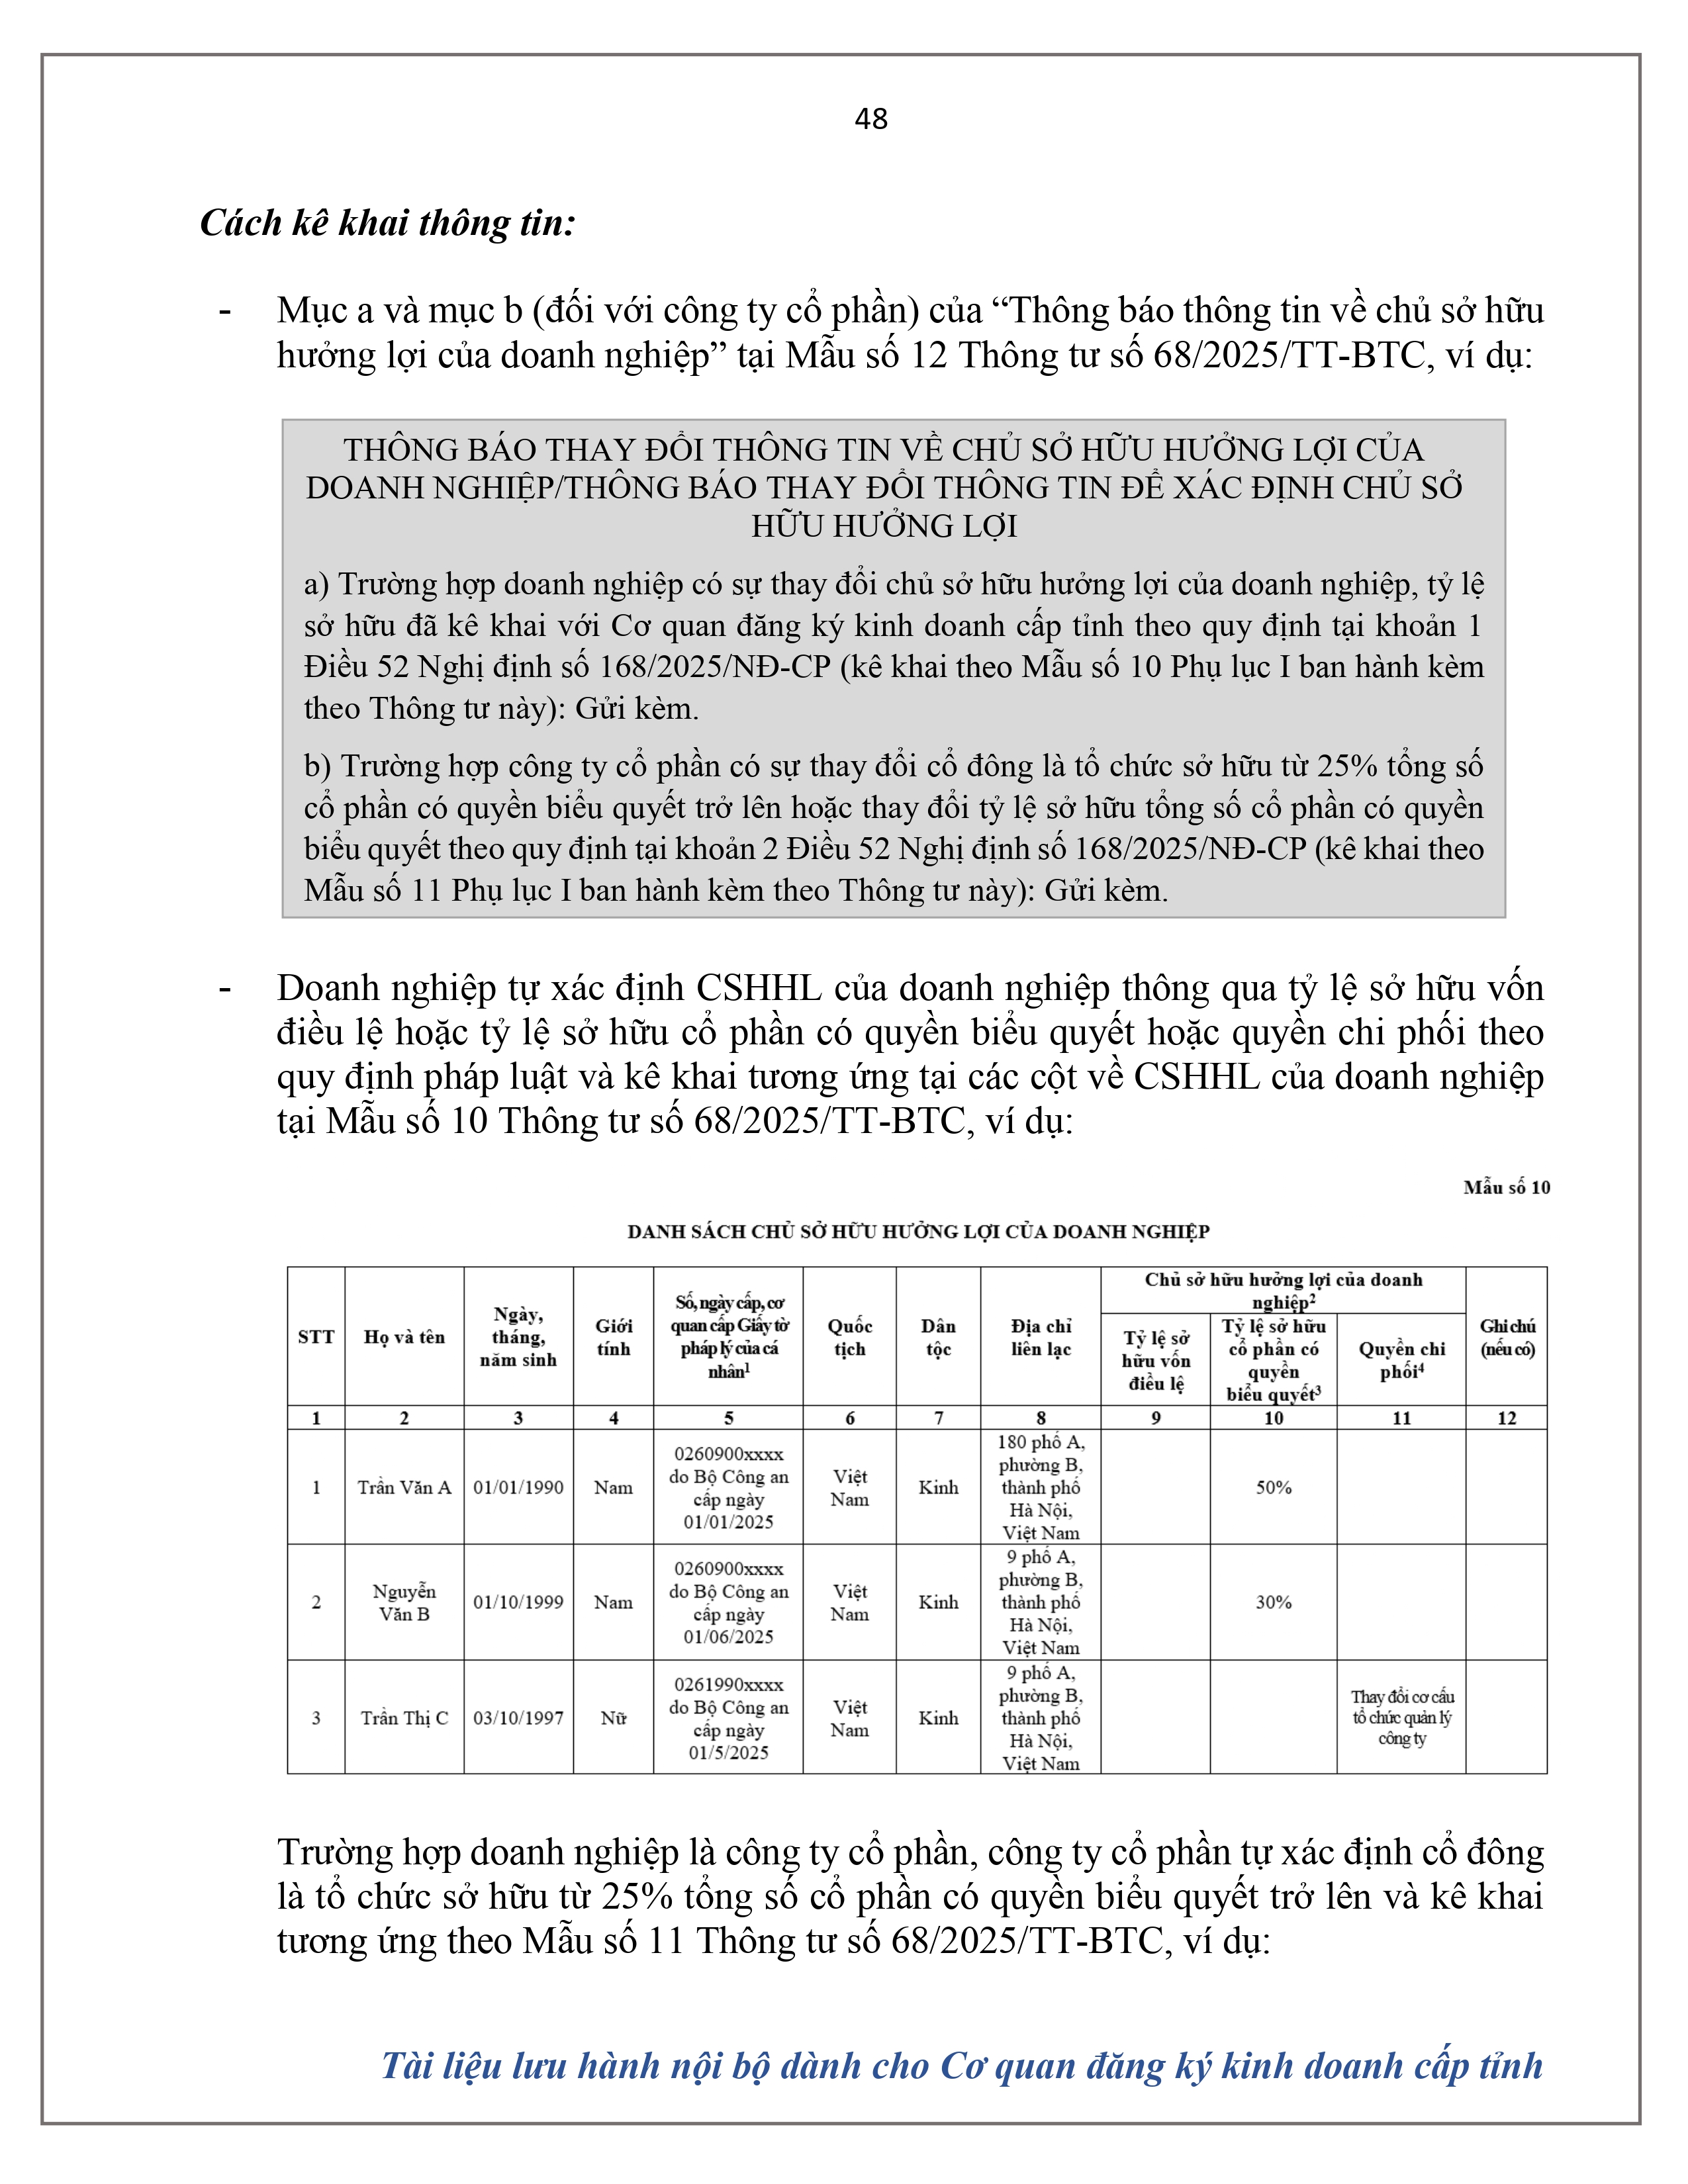 48
Cách kê khai thông tin:
- Mục a và mục b (đối với công ty cổ phần) của “Thông báo thông tin về chủ sở hữu
hưởng lợi của doanh nghiệp” tại Mẫu số 12 Thông tư số 68/2025/TT-BTC, ví dụ:
THÔNG BÁO THAY ĐỔI THÔNG TIN VỀ CHỦ SỞ HỮU HƯỞNG LỢI CỦA
DOANH NGHIỆP/THÔNG BÁO THAY ĐỔI THÔNG TIN ĐỂ XÁC ĐỊNH CHỦ SỞ
HỮU HƯỞNG LỢI
a) Trường hợp doanh nghiệp có sự thay đổi chủ sở hữu hưởng lợi của doanh nghiệp, tỷ lệ
sở hữu đã kê khai với Cơ quan đăng ký kinh doanh cấp tỉnh theo quy định tại khoản 1
Điều 52 Nghị định số 168/2025/NĐ-CP (kê khai theo Mẫu số 10 Phụ lục I ban hành kèm
theo Thông tư này): Gửi kèm.
b) Trường hợp công ty cổ phần có sự thay đổi cổ đông là tổ chức sở hữu từ 25% tổng số
cổ phần có quyền biểu quyết trở lên hoặc thay đổi tỷ lệ sở hữu tổng số cổ phần có quyền
biểu quyết theo quy định tại khoản 2 Điều 52 Nghị định số 168/2025/NĐ-CP (kê khai theo
Mẫu số 11 Phụ lục I ban hành kèm theo Thông tư này): Gửi kèm.
- Doanh nghiệp tự xác định CSHHL của doanh nghiệp thông qua tỷ lệ sở hữu vốn
điều lệ hoặc tỷ lệ sở hữu cổ phần có quyền biểu quyết hoặc quyền chi phối theo
quy định pháp luật và kê khai tương ứng tại các cột về CSHHL của doanh nghiệp
tại Mẫu số 10 Thông tư số 68/2025/TT-BTC, ví dụ:
Mẫu số 10
DANH SÁCH CHỦ SỞ HỮU HƯỞNG LỢI CỦA DOANH NGHIỆP
STT
Họ và tên
Ngày,
tháng,
năm sinh
Giới
tính
Số, ngày cấp, cơ
quan cấp Giấy tờ
pháp lý của cá
nhân1
Quốc
tịch
Dân
tộc
Địa chỉ
liên lạc
Chủ sở hữu hưởng lợi của doanh
nghiệp2
Tỷ lệ sở
hữu vốn
điều lệ
Tỷ lệ sở hữu
cổ phần có
quyền
biểu quyết3
Quyền chi
phối4
Ghi chú
(nếu có)
1 2 3 4 5 6 7 8 9 10 11 12
1
Trần Văn A
01/01/1990
Nam
0260900xxxx
do Bộ Công an
cấp ngày
01/01/2025
Việt
Nam
Kinh
180 phố A,
phường B,
thành phố
Hà Nội,
Việt Nam
50%
2
Nguyễn
Văn B
01/10/1999
Nam
0260900xxxx
do Bộ Công an
cấp ngày
01/06/2025
Việt
Nam
Kinh
9 phố A,
phường B,
thành phố
Hà Nội,
Việt Nam
30%
3
Trần Thị C
03/10/1997
Nữ
0261990xxxx
do Bộ Công an
cấp ngày
01/5/2025
Việt
Nam
Kinh
9 phố A,
phường B,
thành phố
Hà Nội,
Việt Nam
Thay đổi cơ cấu
tổ chức quản lý
công ty
Trường hợp doanh nghiệp là công ty cổ phần, công ty cổ phần tự xác định cổ đông
là tổ chức sở hữu từ 25% tổng số cổ phần có quyền biểu quyết trở lên và kê khai
tương ứng theo Mẫu số 11 Thông tư số 68/2025/TT-BTC, ví dụ:
Tài liệu lưu hành nội bộ dành cho Cơ quan đăng ký kinh doanh cấp tỉnh